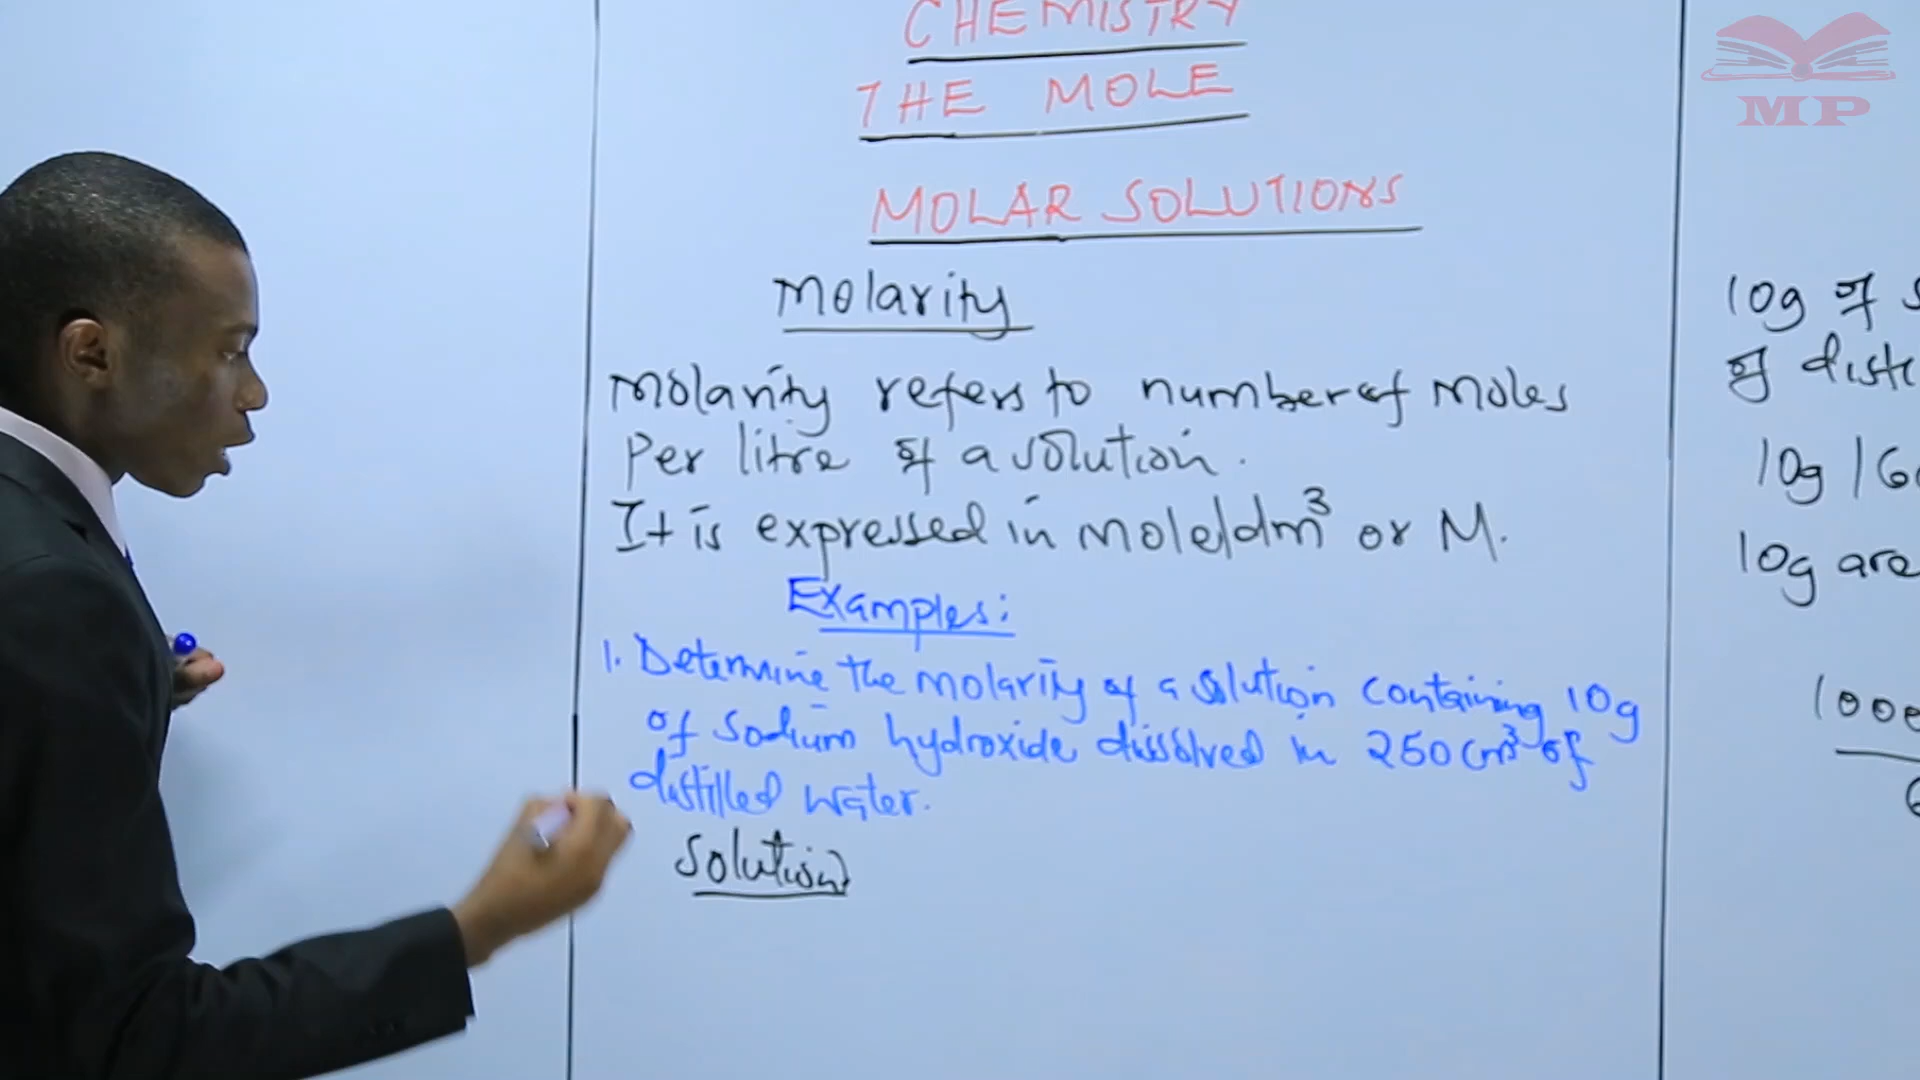 CHEMISTRY
THE MOLE
MOLAR SOLUTIONS
Molarity
Molarity refers to number of moles
Per litre of a solution.
It is expressed in mole/dm³ or M.
Examples:
1. Determine the molarity of a solution containing 10g
of sodium hydroxide dissolved in 250cm³ of
distilled water.
Solution
10g of
of
10g
10g are
MP